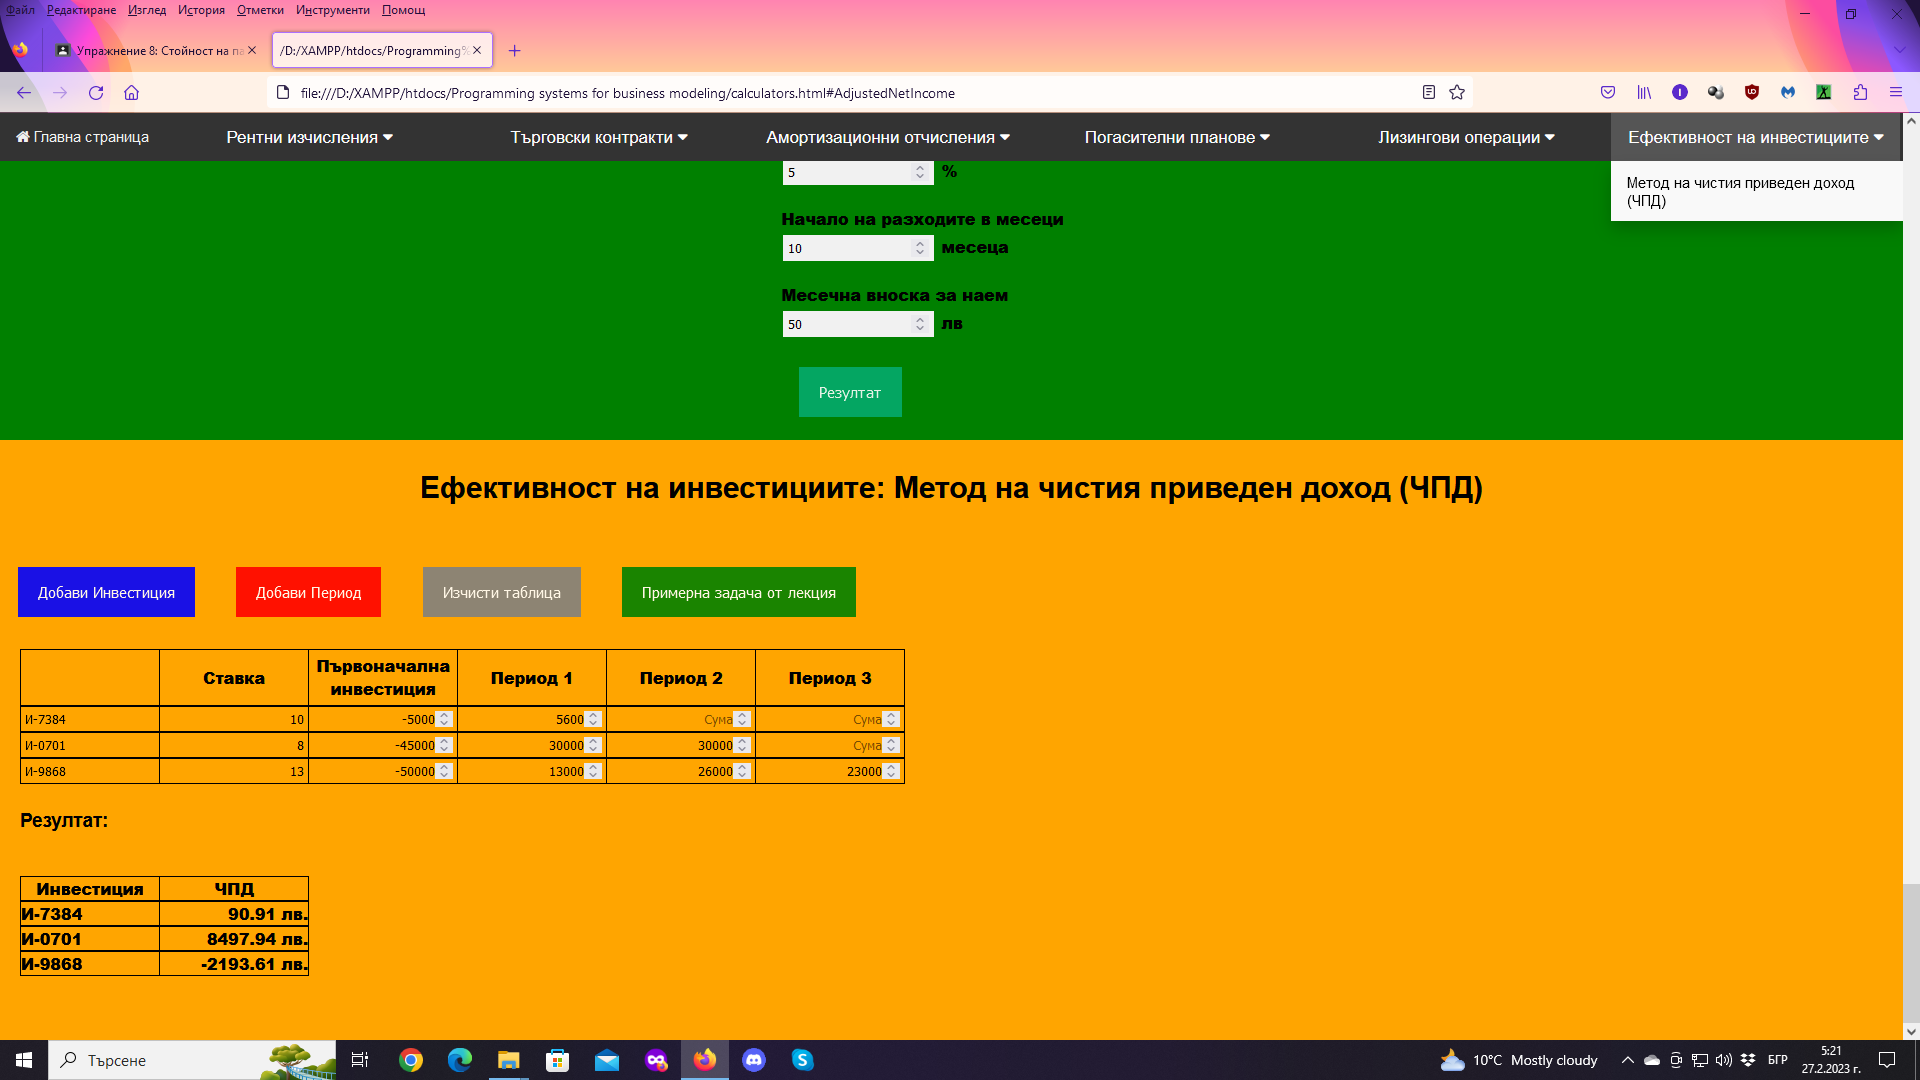 Файл Редактиране Изглед История Отметки Инструменти Помощ
Упражнение 8: Стойност на па
/D:/XAMPP/htdocs/Programming%
file:///D:/XAMPP/htdocs/Programming systems for business modeling/calculators.html#AdjustedNetIncome
Главна страница Рентни изчисления Търговски контракти Амортизационни отчисления Погасителни планове Лизингови операции Ефективност на инвестициите
Метод на чистия приведен доход
(ЧПД)
5 %
Начало на разходите в месеци
10 месеца
Месечна вноска за наем
50 лв
Резултат
Ефективност на инвестициите: Метод на чистия приведен доход (ЧПД)
Добави Инвестиция Добави Период Изчисти таблица Примерна задача от лекция
Ставка Първоначална инвестиция Период 1 Период 2 Период 3
И-7384 10 -5000 5600 Сума Сума
И-0701 8 -45000 30000 30000 Сума
И-9868 13 -50000 13000 26000 23000
Резултат:
Инвестиция ЧПД
И-7384 90.91 лв.
И-0701 8497.94 лв.
И-9868 -2193.61 лв.
Търсене
10°C Mostly cloudy
БГР
5:21
27.2.2023 г.